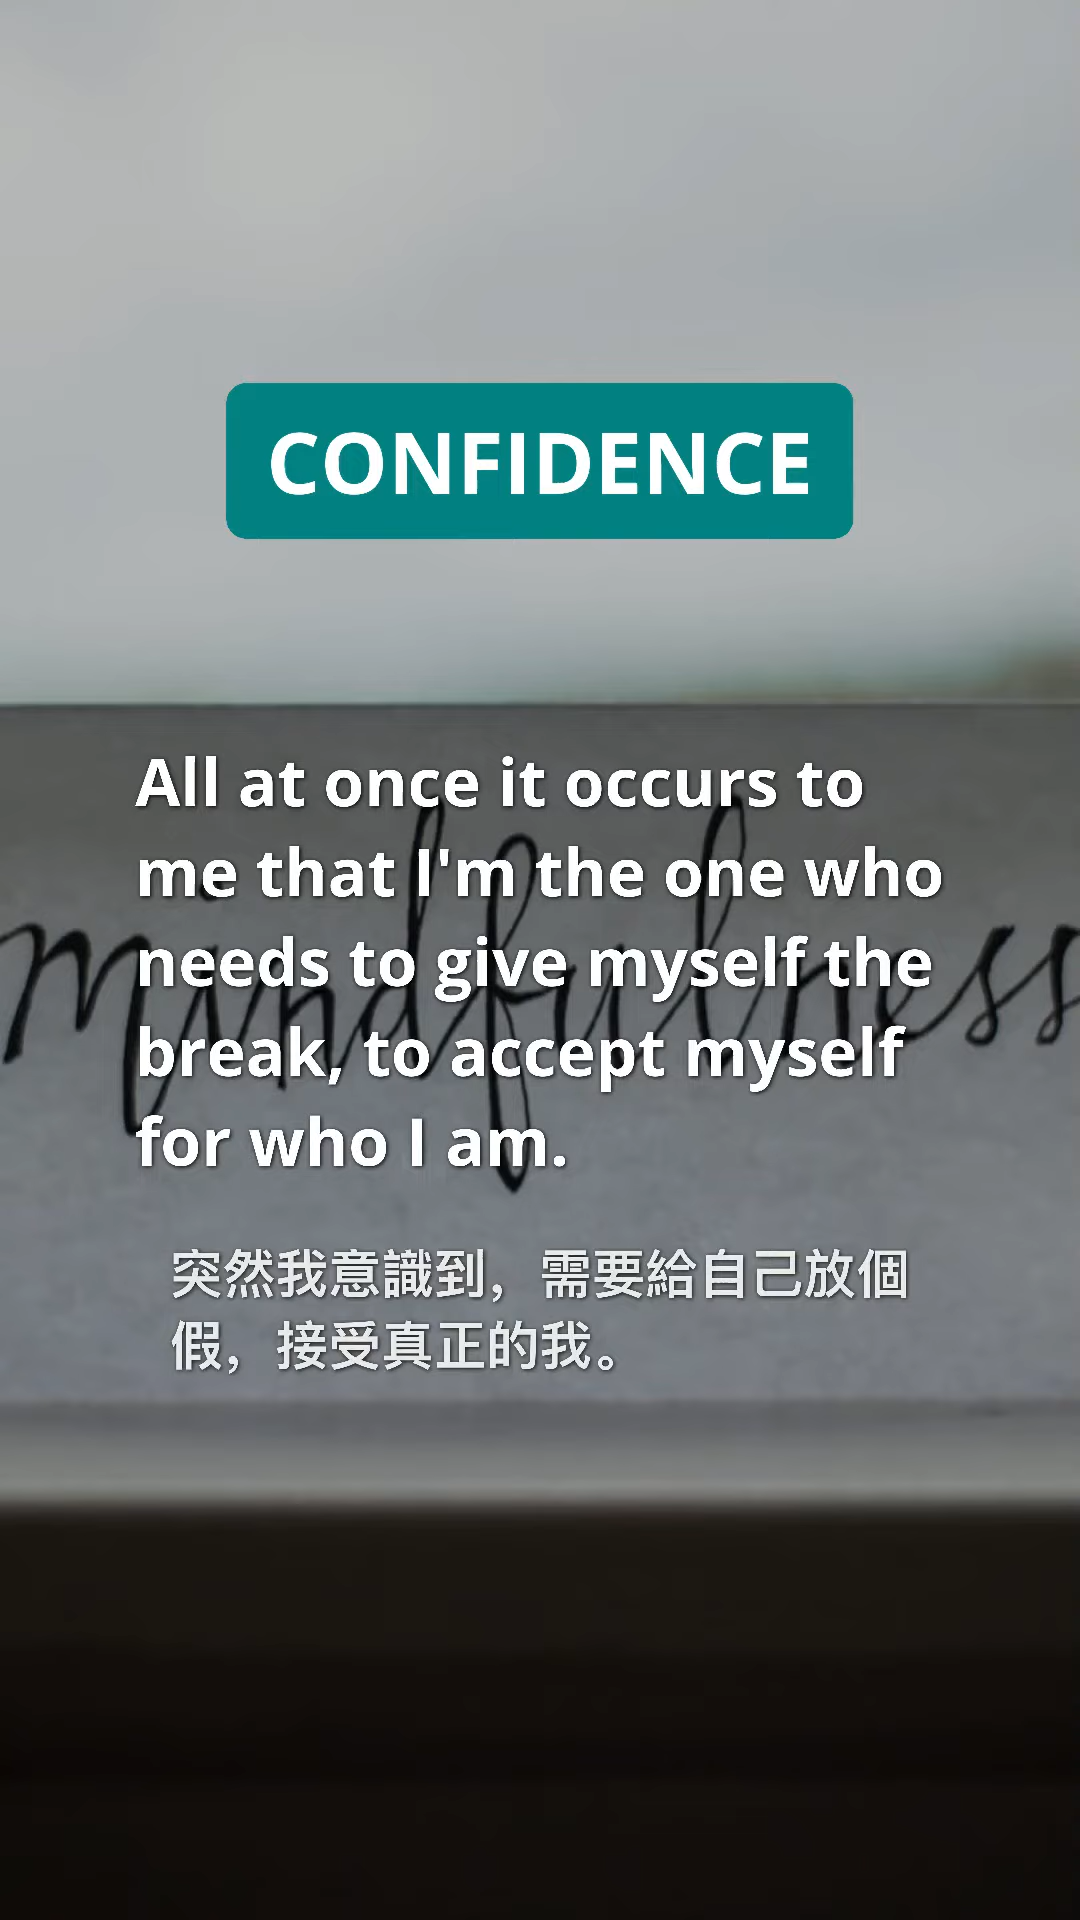 CONFIDENCE
All at once it occurs to
me that I'm the one who
needs to give myself the
break, to accept myself
for who I am.
mindfulness
突然我意識到，需要給自己放個
假，接受真正的我。